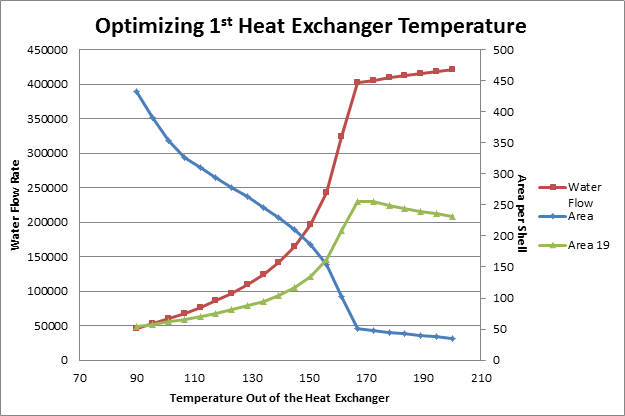 Optimizing 1st Heat Exchanger Temperature
450000
400000
350000
300000
250000
200000
150000
100000
50000
0
Water Flow Rate
500
450
400
350
300
250
200
150
100
50
0
Area per Shell
70 90 110 130 150 170 190 210
Temperature Out of the Heat Exchanger
Water
Flow
Area
Area 19